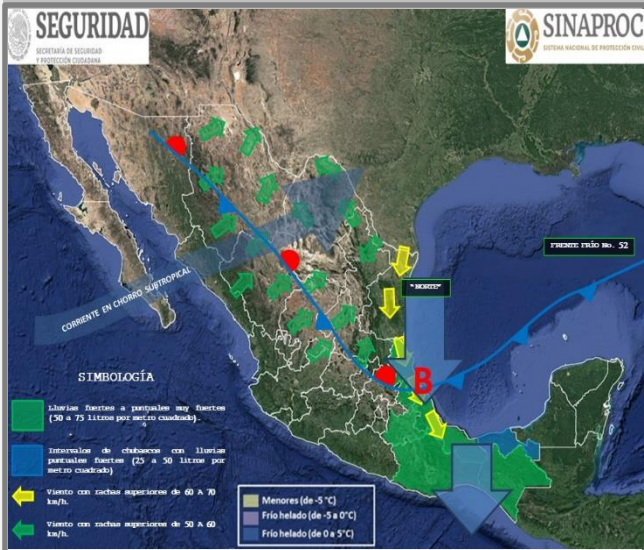 SEGURIDAD
SECRETARÍA DE SEGURIDAD
Y PROTECCIÓN CIUDADANA
SINAPROC
SISTEMA NACIONAL DE PROTECCIÓN CIVIL
FRENTE FRÍO No. 52
"NORTE"
CORRIENTE EN CHORRO SUBTROPICAL
B
SIMBOLOGÍA
Lluvias fuertes a puntuales muy fuertes
(50 a 75 litros por metro cuadrado).
Intervalos de chubascos con lluvias
puntuales fuertes (25 a 50 litros por
metro cuadrado)
Viento con rachas superiores de 60 A 70
km/h.
Viento con rachas superiores de 50 A 60
km/h.
Menores (de -5 °C)
Frío helado (de -5 a 0°C)
Frío helado (de 0 a 5°C)